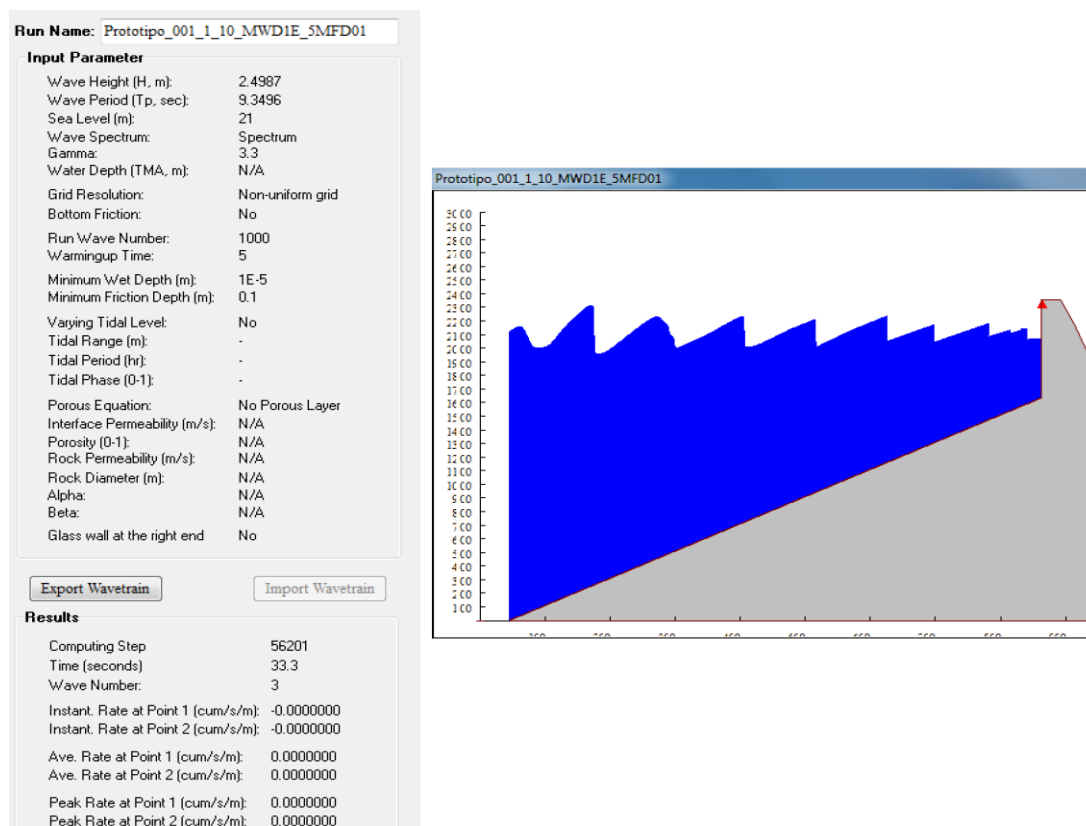 Run Name: Prototipo_001_1_10_MWD1E_5MFD01
Input Parameter
Wave Height (H, m): 2.4987
Wave Period (Tp, sec): 9.3496
Sea Level (m): 21
Wave Spectrum: Spectrum
Gamma: 3.3
Water Depth (TMA, m): N/A
Grid Resolution: Non-uniform grid
Bottom Friction: No
Run Wave Number: 1000
Warmingup Time: 5
Minimum Wet Depth (m): 1E-5
Minimum Friction Depth (m): 0.1
Varying Tidal Level: No
Tidal Range (m): -
Tidal Period (hr): -
Tidal Phase (0-1): -
Porous Equation: No Porous Layer
Interface Permeability (m/s): N/A
Porosity (0-1): N/A
Rock Permeability (m/s): N/A
Rock Diameter (m): N/A
Alpha: N/A
Beta: N/A
Glass wall at the right end No
Export Wavetrain Import Wavetrain
Results
Computing Step 56201
Time (seconds) 33.3
Wave Number: 3
Instant. Rate at Point 1 (cum/s/m): -0.0000000
Instant. Rate at Point 2 (cum/s/m): -0.0000000
Ave. Rate at Point 1 (cum/s/m): 0.0000000
Ave. Rate at Point 2 (cum/s/m): 0.0000000
Peak Rate at Point 1 (cum/s/m): 0.0000000
Peak Rate at Point 2 (cum/s/m): 0.0000000
Prototipo_001_1_10_MWD1E_5MFD01